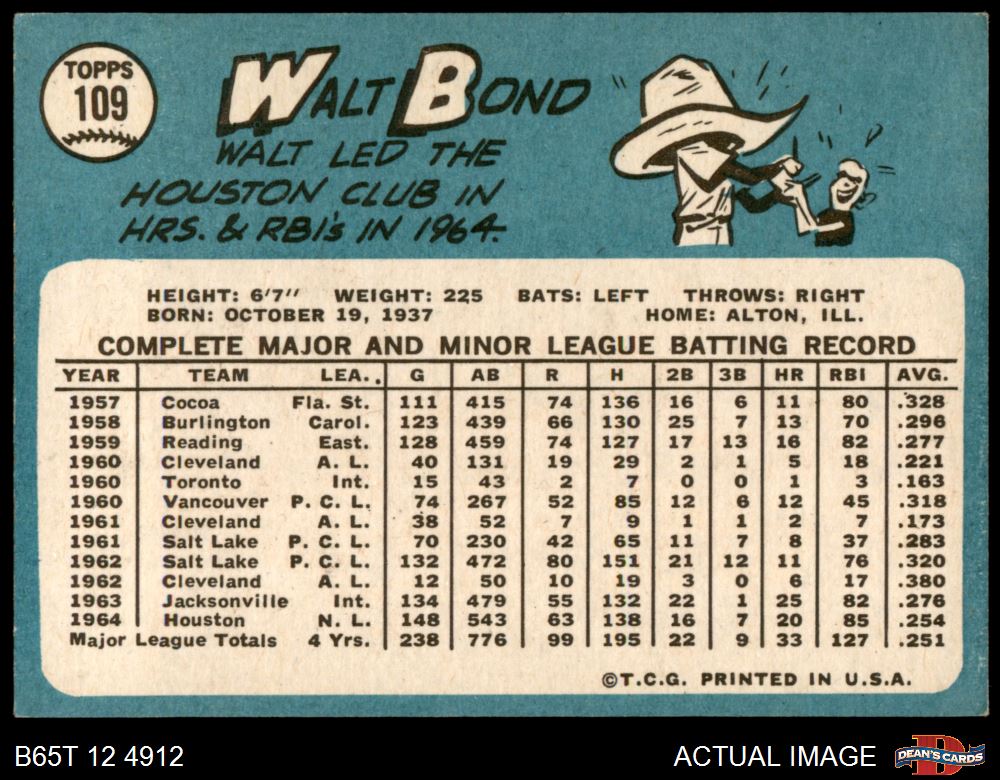 TOPPS
109
WALT BOND
WALT LED THE
HOUSTON CLUB IN
HRS. & RBI's IN 1964.
HEIGHT: 6'7" WEIGHT: 225 BATS: LEFT THROWS: RIGHT
BORN: OCTOBER 19, 1937 HOME: ALTON, ILL.
COMPLETE MAJOR AND MINOR LEAGUE BATTING RECORD
YEAR TEAM LEA. G AB R H 2B 3B HR RBI AVG.
1957 Cocoa Fla. St. 111 415 74 136 16 6 11 80 .328
1958 Burlington Carol. 123 439 66 130 25 7 13 70 .296
1959 Reading East. 128 459 74 127 17 13 16 82 .277
1960 Cleveland A. L. 40 131 19 29 2 1 5 18 .221
1960 Toronto Int. 15 43 2 7 0 0 1 3 .163
1960 Vancouver P. C. L. 74 267 52 85 12 6 12 45 .318
1961 Cleveland A. L. 38 52 7 9 1 1 2 7 .173
1961 Salt Lake P. C. L. 70 230 42 65 11 7 8 37 .283
1962 Salt Lake P. C. L. 132 472 80 151 21 12 11 76 .320
1962 Cleveland A. L. 12 50 10 19 3 0 6 17 .380
1963 Jacksonville Int. 134 479 55 132 22 1 25 82 .276
1964 Houston N. L. 148 543 63 138 16 7 20 85 .254
Major League Totals 4 Yrs. 238 776 99 195 22 9 33 127 .251
©T.C.G. PRINTED IN U.S.A.
B65T 12 4912 ACTUAL IMAGE
DEAN'S CARDS